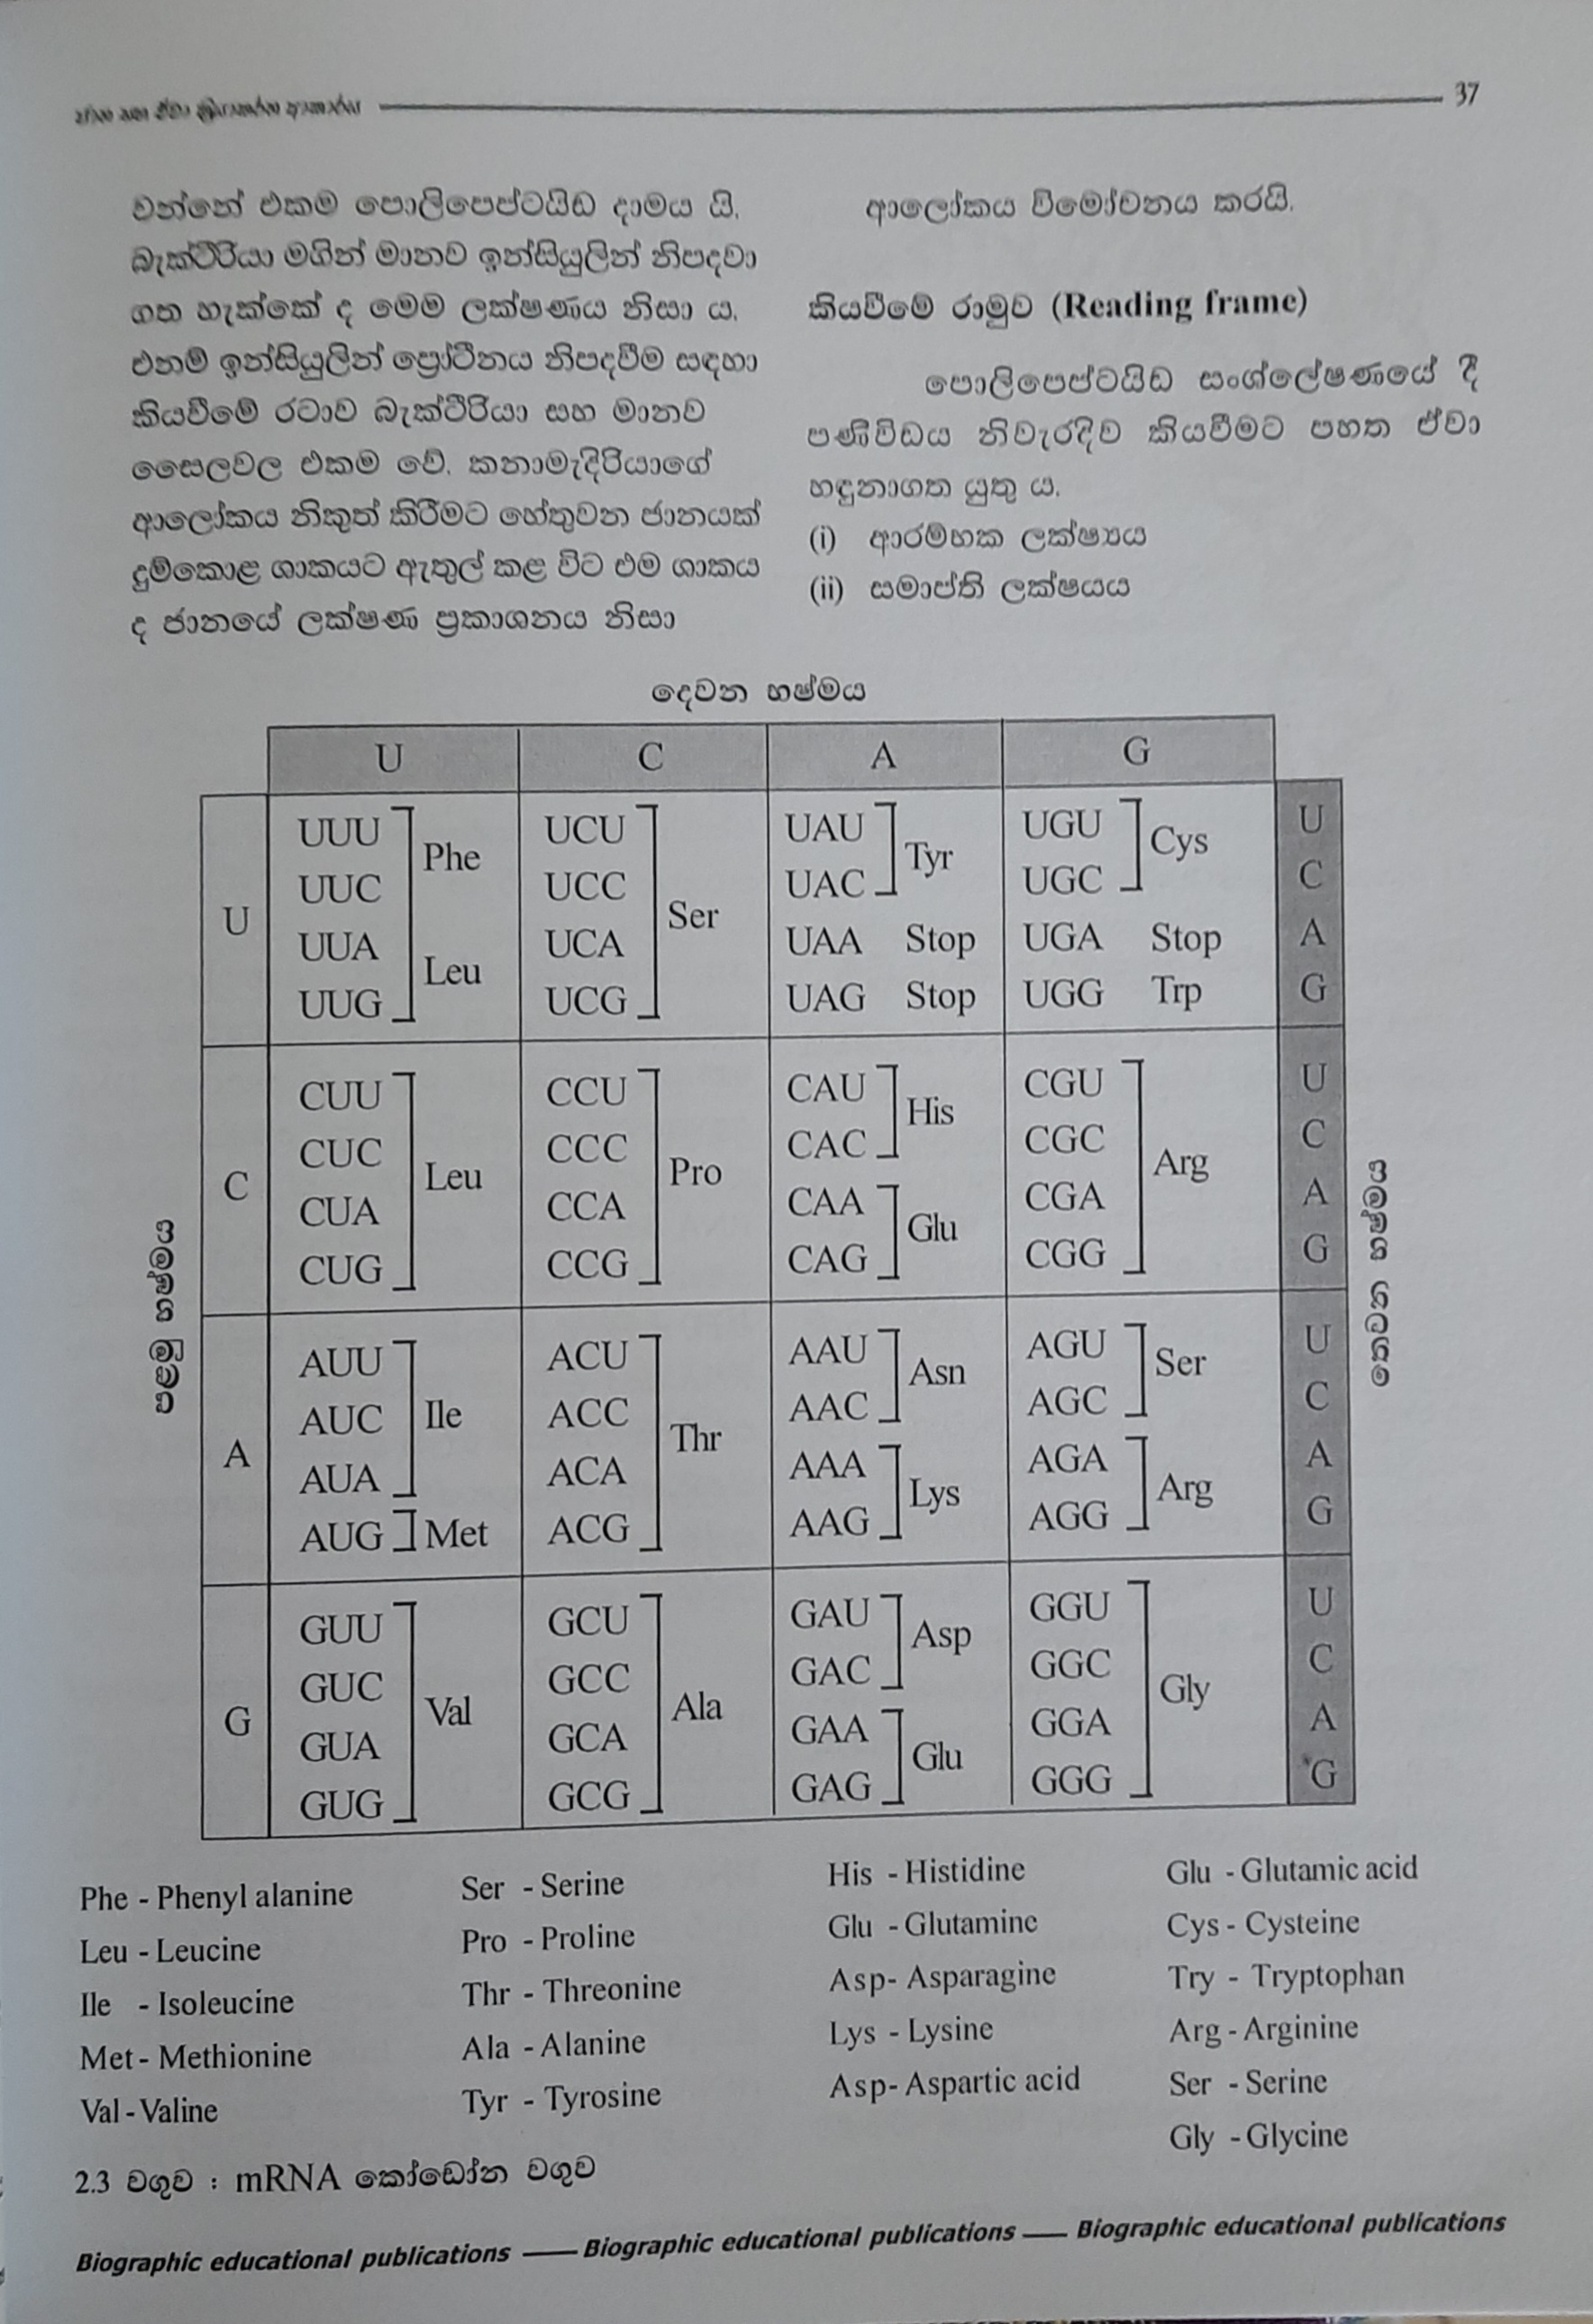 37
වන්නේ එකම පොලිපෙප්ටයිඩ දාමය යි.
බැක්ටීරියා මගින් මානව ඉන්සියුලින් නිපදවා
ගත හැක්කේ ද මෙම ලක්ෂණය නිසා ය.
එනම් ඉන්සියුලින් ප්‍රෝටීනය නිපදවීම සඳහා
කියවීමේ රටාව බැක්ටීරියා සහ මානව
සෛලවල එකම වේ. කනාමැදිරියාගේ
ආලෝකය නිකුත් කිරීමට හේතුවන ජානයක්
දුම්කොළ ශාකයට ඇතුල් කළ විට එම ශාකය
ද ජානයේ ලක්ෂණ ප්‍රකාශනය නිසා
ආලෝකය විමෝචනය කරයි.
කියවීමේ රාමුව (Reading frame)
පොලිපෙප්ටයිඩ සංශ්ලේෂණයේ දී
පණිවිඩය නිවැරදිව කියවීමට පහත ඒවා
හඳුනාගත යුතු ය.
(i) ආරම්භක ලක්ෂ්‍යය
(ii) සමාප්ති ලක්ෂයය
දෙවන භෂ්මය
U C A G
පළමු භෂ්මය
තෙවන භෂ්මය
U
UUU UCU UAU UGU U
Phe Tyr Cys
UUC UCC UAC UGC C
Ser
UUA UCA UAA Stop UGA Stop A
Leu
UUG UCG UAG Stop UGG Trp G
C
CUU CCU CAU CGU U
His
CUC CCC CAC CGC C
Leu Pro Arg
CUA CCA CAA CGA A
Glu
CUG CCG CAG CGG G
A
AUU ACU AAU AGU U
Asn Ser
AUC Ile ACC AAC AGC C
Thr
AUA ACA AAA AGA A
Lys Arg
AUG Met ACG AAG AGG G
G
GUU GCU GAU GGU U
Asp
GUC GCC GAC GGC C
Val Ala Gly
GUA GCA GAA GGA A
Glu
GUG GCG GAG GGG G
Phe - Phenyl alanine
Leu - Leucine
Ile - Isoleucine
Met - Methionine
Val - Valine
Ser - Serine
Pro - Proline
Thr - Threonine
Ala - Alanine
Tyr - Tyrosine
His - Histidine
Glu - Glutamine
Asp- Asparagine
Lys - Lysine
Asp- Aspartic acid
Glu - Glutamic acid
Cys - Cysteine
Try - Tryptophan
Arg - Arginine
Ser - Serine
Gly - Glycine
2.3 වගුව : mRNA කෝඩෝන වගුව
Biographic educational publications — Biographic educational publications — Biographic educational publications